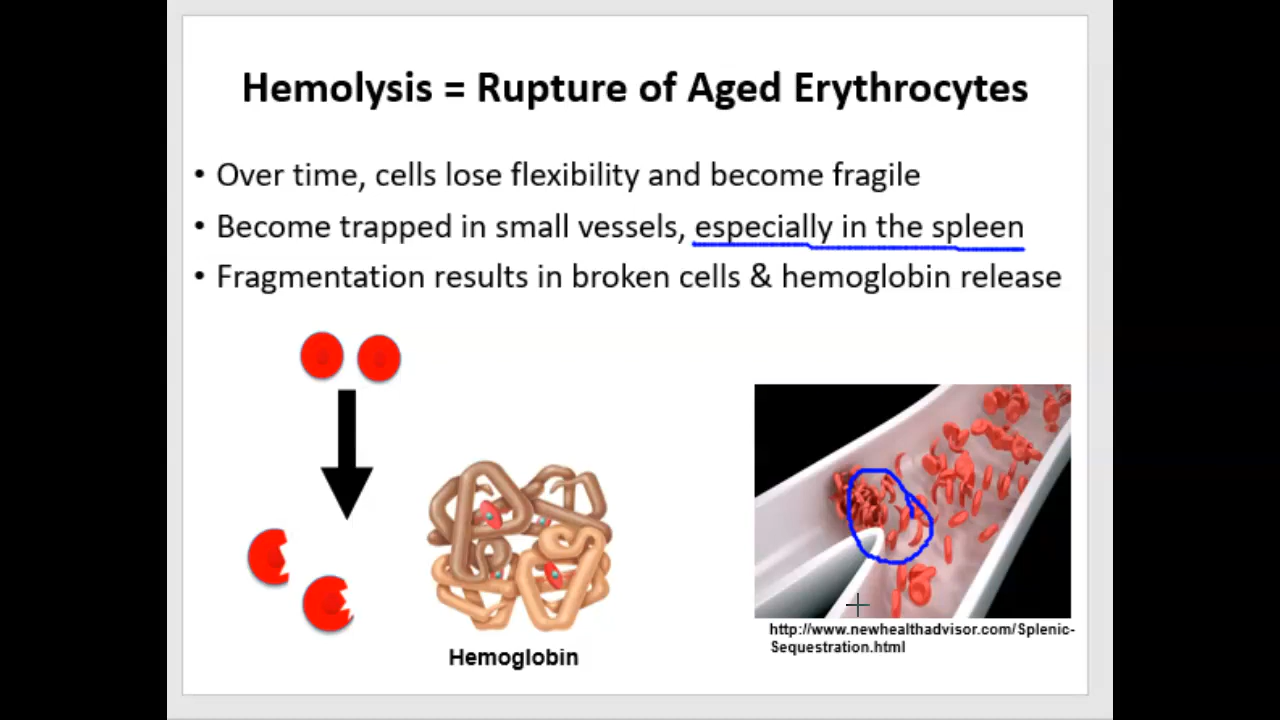 Hemolysis = Rupture of Aged Erythrocytes
• Over time, cells lose flexibility and become fragile
• Become trapped in small vessels, especially in the spleen
• Fragmentation results in broken cells & hemoglobin release
Hemoglobin
http://www.newhealthadvisor.com/Splenic-
Sequestration.html